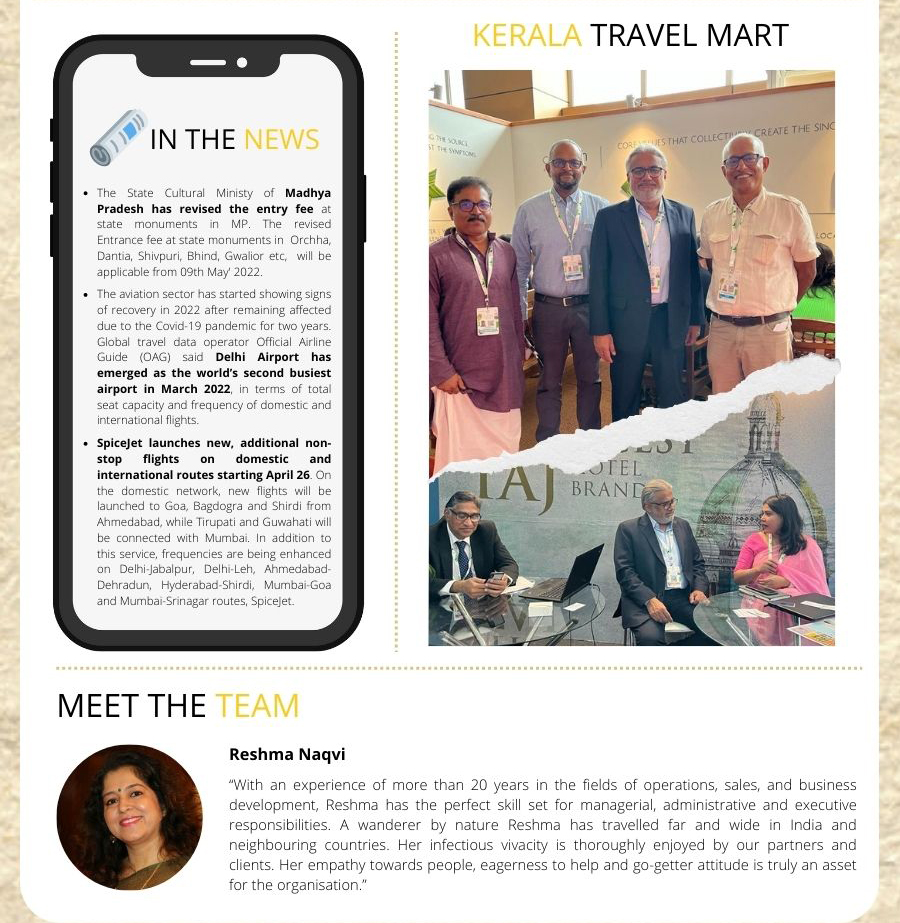 IN THE NEWS
• The State Cultural Ministy of Madhya
Pradesh has revised the entry fee at
state monuments in MP. The revised
Entrance fee at state monuments in Orchha,
Dantia, Shivpuri, Bhind, Gwalior etc, will be
applicable from 09th May' 2022.
• The aviation sector has started showing signs
of recovery in 2022 after remaining affected
due to the Covid-19 pandemic for two years.
Global travel data operator Official Airline
Guide (OAG) said Delhi Airport has
emerged as the world's second busiest
airport in March 2022, in terms of total
seat capacity and frequency of domestic and
international flights.
• SpiceJet launches new, additional non-
stop flights on domestic and
international routes starting April 26. On
the domestic network, new flights will be
launched to Goa, Bagdogra and Shirdi from
Ahmedabad, while Tirupati and Guwahati will
be connected with Mumbai. In addition to
this service, frequencies are being enhanced
on Delhi-Jabalpur, Delhi-Leh, Ahmedabad-
Dehradun, Hyderabad-Shirdi, Mumbai-Goa
and Mumbai-Srinagar routes, SpiceJet.
KERALA TRAVEL MART
THE SOURCE
THE SYMPTOMS
THAT COLLECTIVELY CREATE THE
TAJ
HOTEL
BRAND
MEET THE TEAM
Reshma Naqvi
“With an experience of more than 20 years in the fields of operations, sales, and business
development, Reshma has the perfect skill set for managerial, administrative and executive
responsibilities. A wanderer by nature Reshma has travelled far and wide in India and
neighbouring countries. Her infectious vivacity is thoroughly enjoyed by our partners and
clients. Her empathy towards people, eagerness to help and go-getter attitude is truly an asset
for the organisation.”